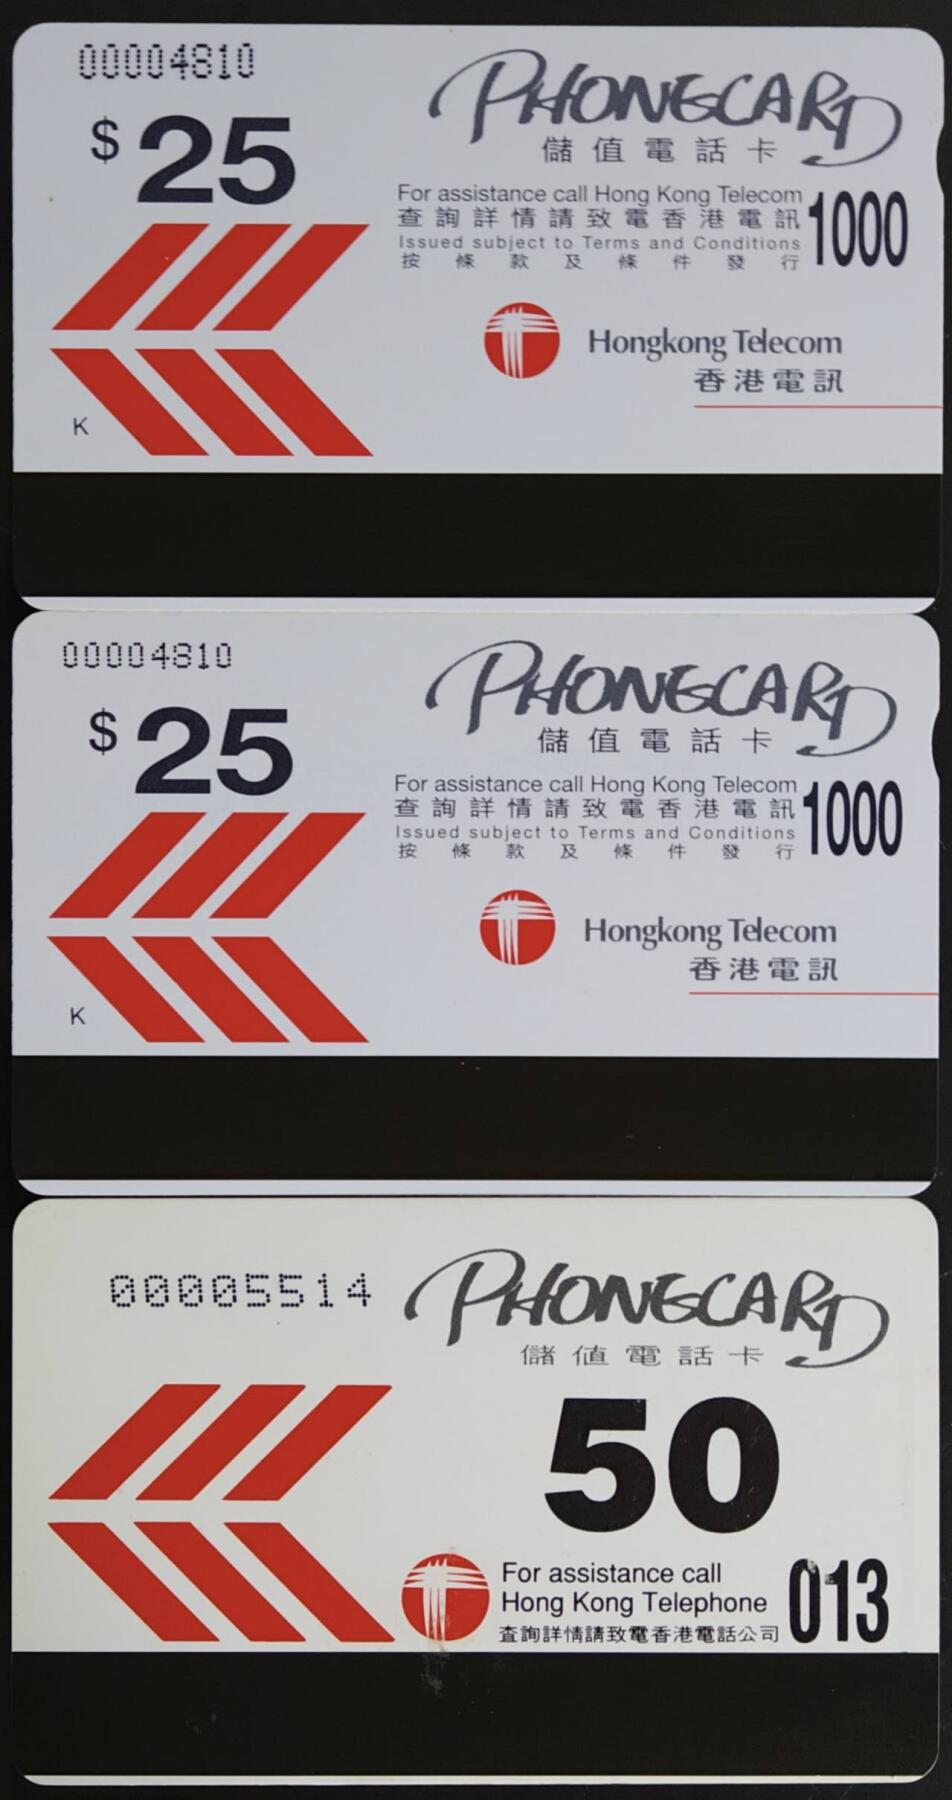 00004810
$25
PHONECARD
儲值電話卡
For assistance call Hong Kong Telecom
查詢詳情請致電香港電訊
1000
Issued subject to Terms and Conditions
按條款及條件發行
Hongkong Telecom
香港電訊
K
00004810
$25
PHONECARD
儲值電話卡
For assistance call Hong Kong Telecom
查詢詳情請致電香港電訊
1000
Issued subject to Terms and Conditions
按條款及條件發行
Hongkong Telecom
香港電訊
K
00005514
PHONECARD
儲值電話卡
50
For assistance call
Hong Kong Telephone
查詢詳情請致電香港電話公司
013